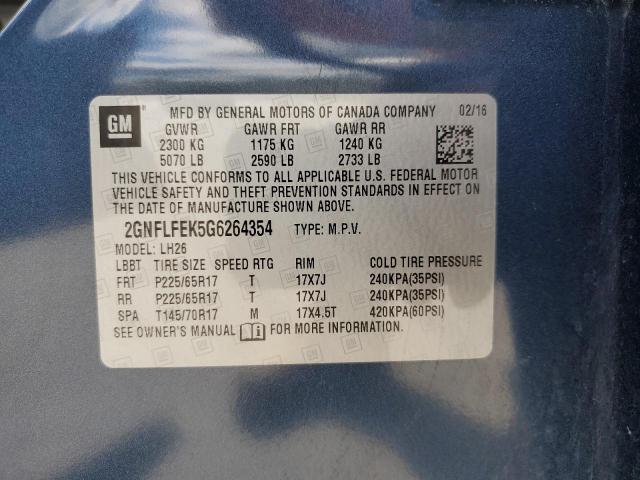 GM MFD BY GENERAL MOTORS OF CANADA COMPANY 02/16
GVWR GAWR FRT GAWR RR
2300 KG 1175 KG 1240 KG
5070 LB 2590 LB 2733 LB
THIS VEHICLE CONFORMS TO ALL APPLICABLE U.S. FEDERAL MOTOR
VEHICLE SAFETY AND THEFT PREVENTION STANDARDS IN EFFECT ON
THE DATE OF MANUFACTURE SHOWN ABOVE.
2GNFLFEK5G6264354 TYPE: M.P.V.
MODEL: LH26
LBBT TIRE SIZE SPEED RTG RIM COLD TIRE PRESSURE
FRT P225/65R17 T 17X7J 240KPA(35PSI)
RR P225/65R17 T 17X7J 240KPA(35PSI)
SPA T145/70R17 M 17X4.5T 420KPA(60PSI)
SEE OWNER'S MANUAL FOR MORE INFORMATION.